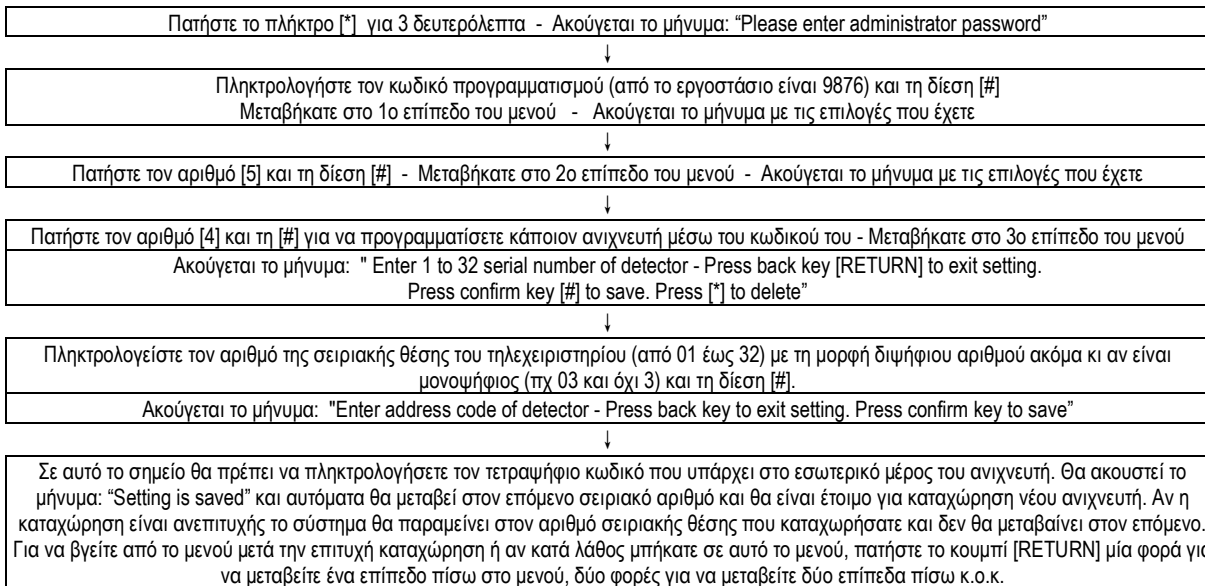 Πατήστε το πλήκτρο [*] για 3 δευτερόλεπτα - Ακούγεται το μήνυμα: “Please enter administrator password”
↓
Πληκτρολογήστε τον κωδικό προγραμματισμού (από το εργοστάσιο είναι 9876) και τη δίεση [#]
Μεταβήκατε στο 1ο επίπεδο του μενού - Ακούγεται το μήνυμα με τις επιλογές που έχετε
↓
Πατήστε τον αριθμό [5] και τη δίεση [#] - Μεταβήκατε στο 2ο επίπεδο του μενού - Ακούγεται το μήνυμα με τις επιλογές που έχετε
↓
Πατήστε τον αριθμό [4] και τη [#] για να προγραμματίσετε κάποιον ανιχνευτή μέσω του κωδικού του - Μεταβήκατε στο 3ο επίπεδο του μενού
Ακούγεται το μήνυμα: " Enter 1 to 32 serial number of detector - Press back key [RETURN] to exit setting.
Press confirm key [#] to save. Press [*] to delete”
↓
Πληκτρολογείστε τον αριθμό της σειριακής θέσης του τηλεχειριστηρίου (από 01 έως 32) με τη μορφή διψήφιου αριθμού ακόμα κι αν είναι
μονοψήφιος (πχ 03 και όχι 3) και τη δίεση [#].
Ακούγεται το μήνυμα: "Enter address code of detector - Press back key to exit setting. Press confirm key to save”
↓
Σε αυτό το σημείο θα πρέπει να πληκτρολογήσετε τον τετραψήφιο κωδικό που υπάρχει στο εσωτερικό μέρος του ανιχνευτή. Θα ακουστεί το
μήνυμα: “Setting is saved” και αυτόματα θα μεταβεί στον επόμενο σειριακό αριθμό και θα είναι έτοιμο για καταχώρηση νέου ανιχνευτή. Αν η
καταχώρηση είναι ανεπιτυχής το σύστημα θα παραμείνει στον αριθμό σειριακής θέσης που καταχωρήσατε και δεν θα μεταβαίνει στον επόμενο.
Για να βγείτε από το μενού μετά την επιτυχή καταχώρηση ή αν κατά λάθος μπήκατε σε αυτό το μενού, πατήστε το κουμπί [RETURN] μία φορά για
να μεταβείτε ένα επίπεδο πίσω στο μενού, δύο φορές για να μεταβείτε δύο επίπεδα πίσω κ.ο.κ.